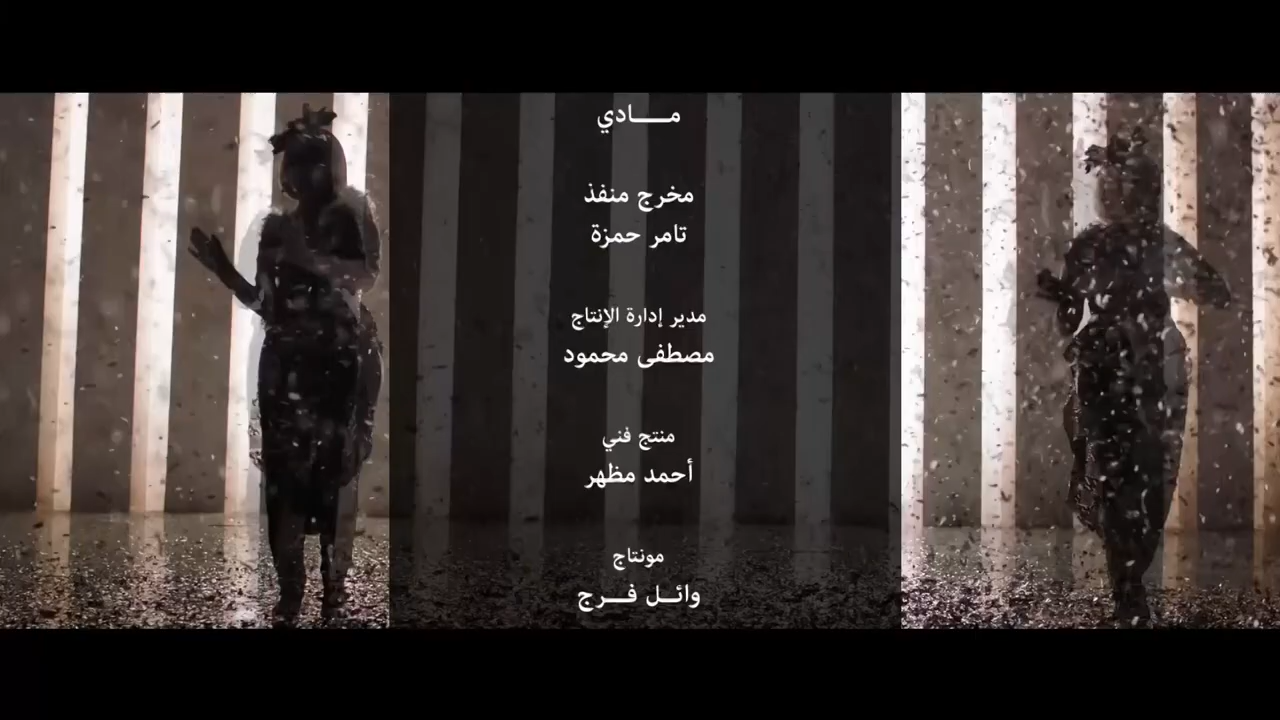 مـــادي
مخرج منفذ
تامر حمزة
مدير إدارة الإنتاج
مصطفى محمود
منتج فني
أحمد مظهر
مونتاج
وائـل فـــرج